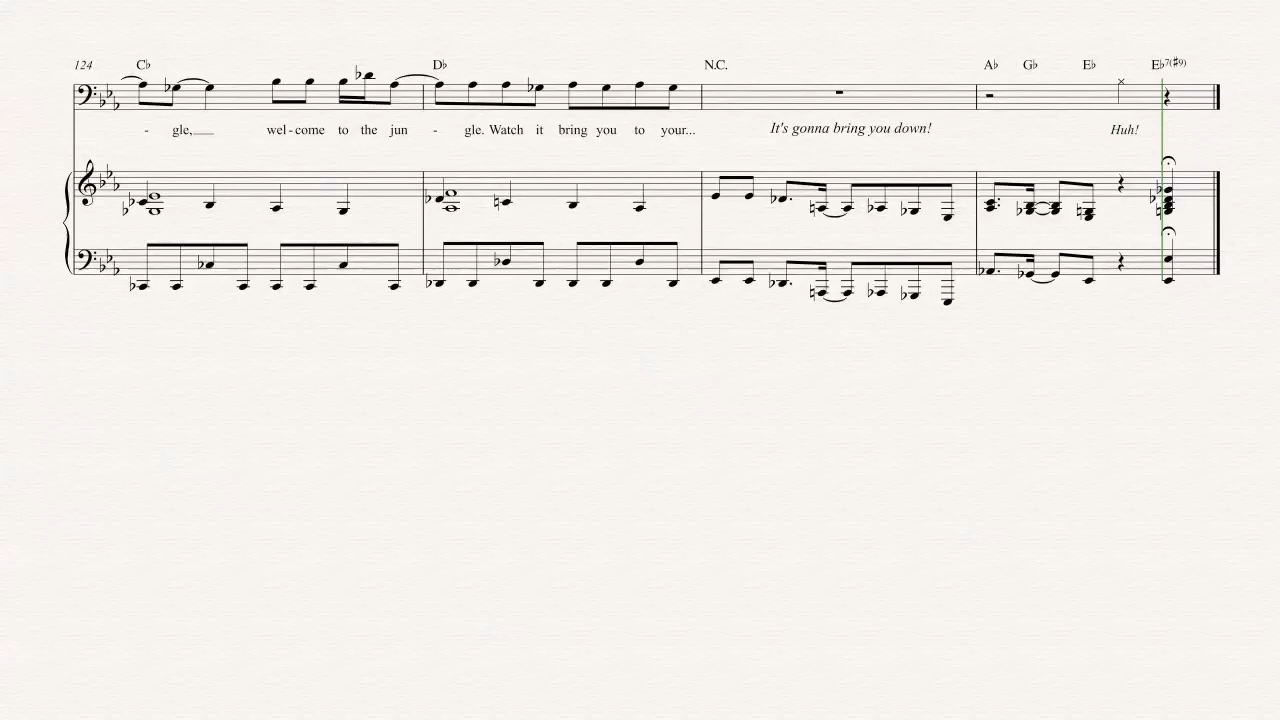 124 C♭ D♭ N.C. A♭ G♭ E♭ E♭7(♯9)
- gle, wel - come to the jun - gle. Watch it bring you to your... It's gonna bring you down! Huh!